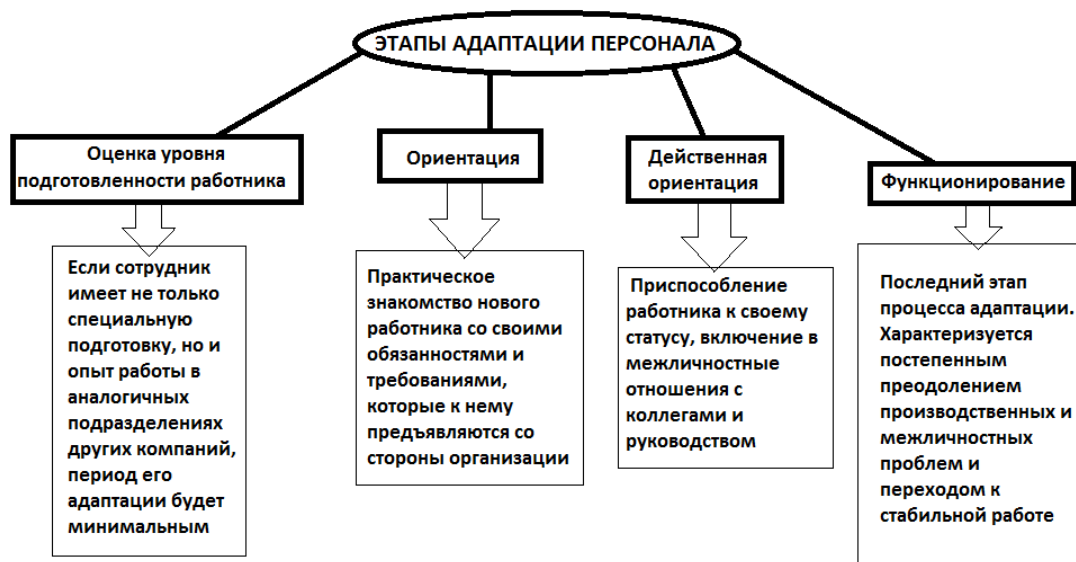 ЭТАПЫ АДАПТАЦИИ ПЕРСОНАЛА
Оценка уровня
подготовленности работника
Если сотрудник
имеет не только
специальную
подготовку, но и
опыт работы в
аналогичных
подразделениях
других компаний,
период его
адаптации будет
минимальным
Ориентация
Практическое
знакомство нового
работника со своими
обязанностями и
требованиями,
которые к нему
предъявляются со
стороны организации
Действенная
ориентация
Приспособление
работника к своему
статусу, включение в
межличностные
отношения с
коллегами и
руководством
Функционирование
Последний этап
процесса адаптации.
Характеризуется
постепенным
преодолением
производственных и
межличностных
проблем и
переходом к
стабильной работе